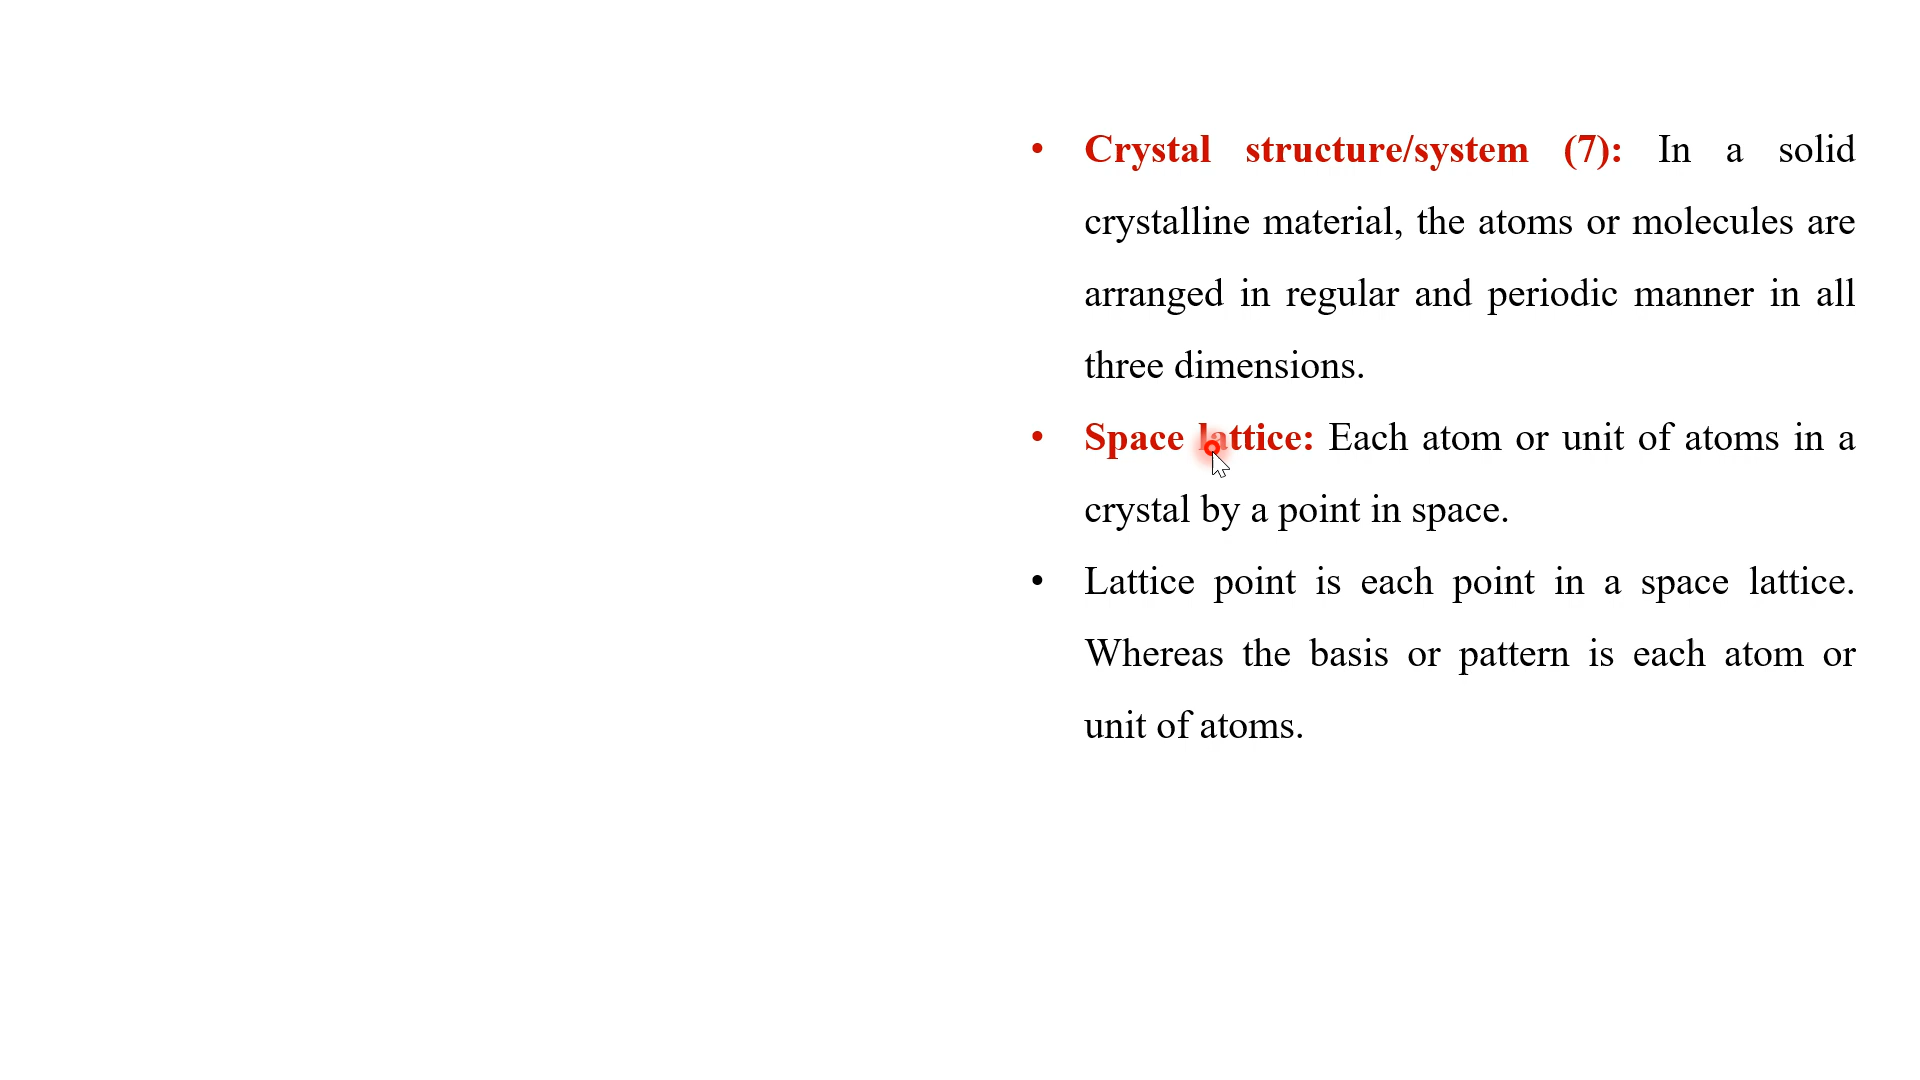 • Crystal structure/system (7): In a solid
crystalline material, the atoms or molecules are
arranged in regular and periodic manner in all
three dimensions.
• Space lattice: Each atom or unit of atoms in a
crystal by a point in space.
• Lattice point is each point in a space lattice.
Whereas the basis or pattern is each atom or
unit of atoms.